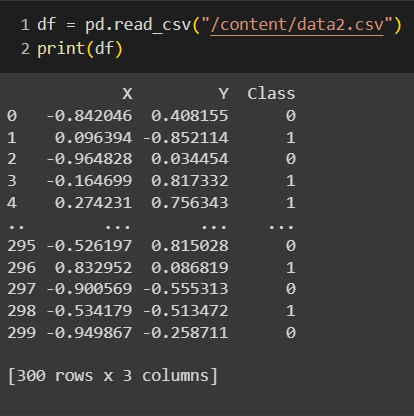 1 df = pd.read_csv("/content/data2.csv")
2 print(df)
X Y Class
0 -0.842046 0.408155 0
1 0.096394 -0.852114 1
2 -0.964828 0.034454 0
3 -0.164699 0.817332 1
4 0.274231 0.756343 1
.. ... ... ...
295 -0.526197 0.815028 0
296 0.832952 0.086819 1
297 -0.900569 -0.555313 0
298 -0.534179 -0.513472 1
299 -0.949867 -0.258711 0
[300 rows x 3 columns]